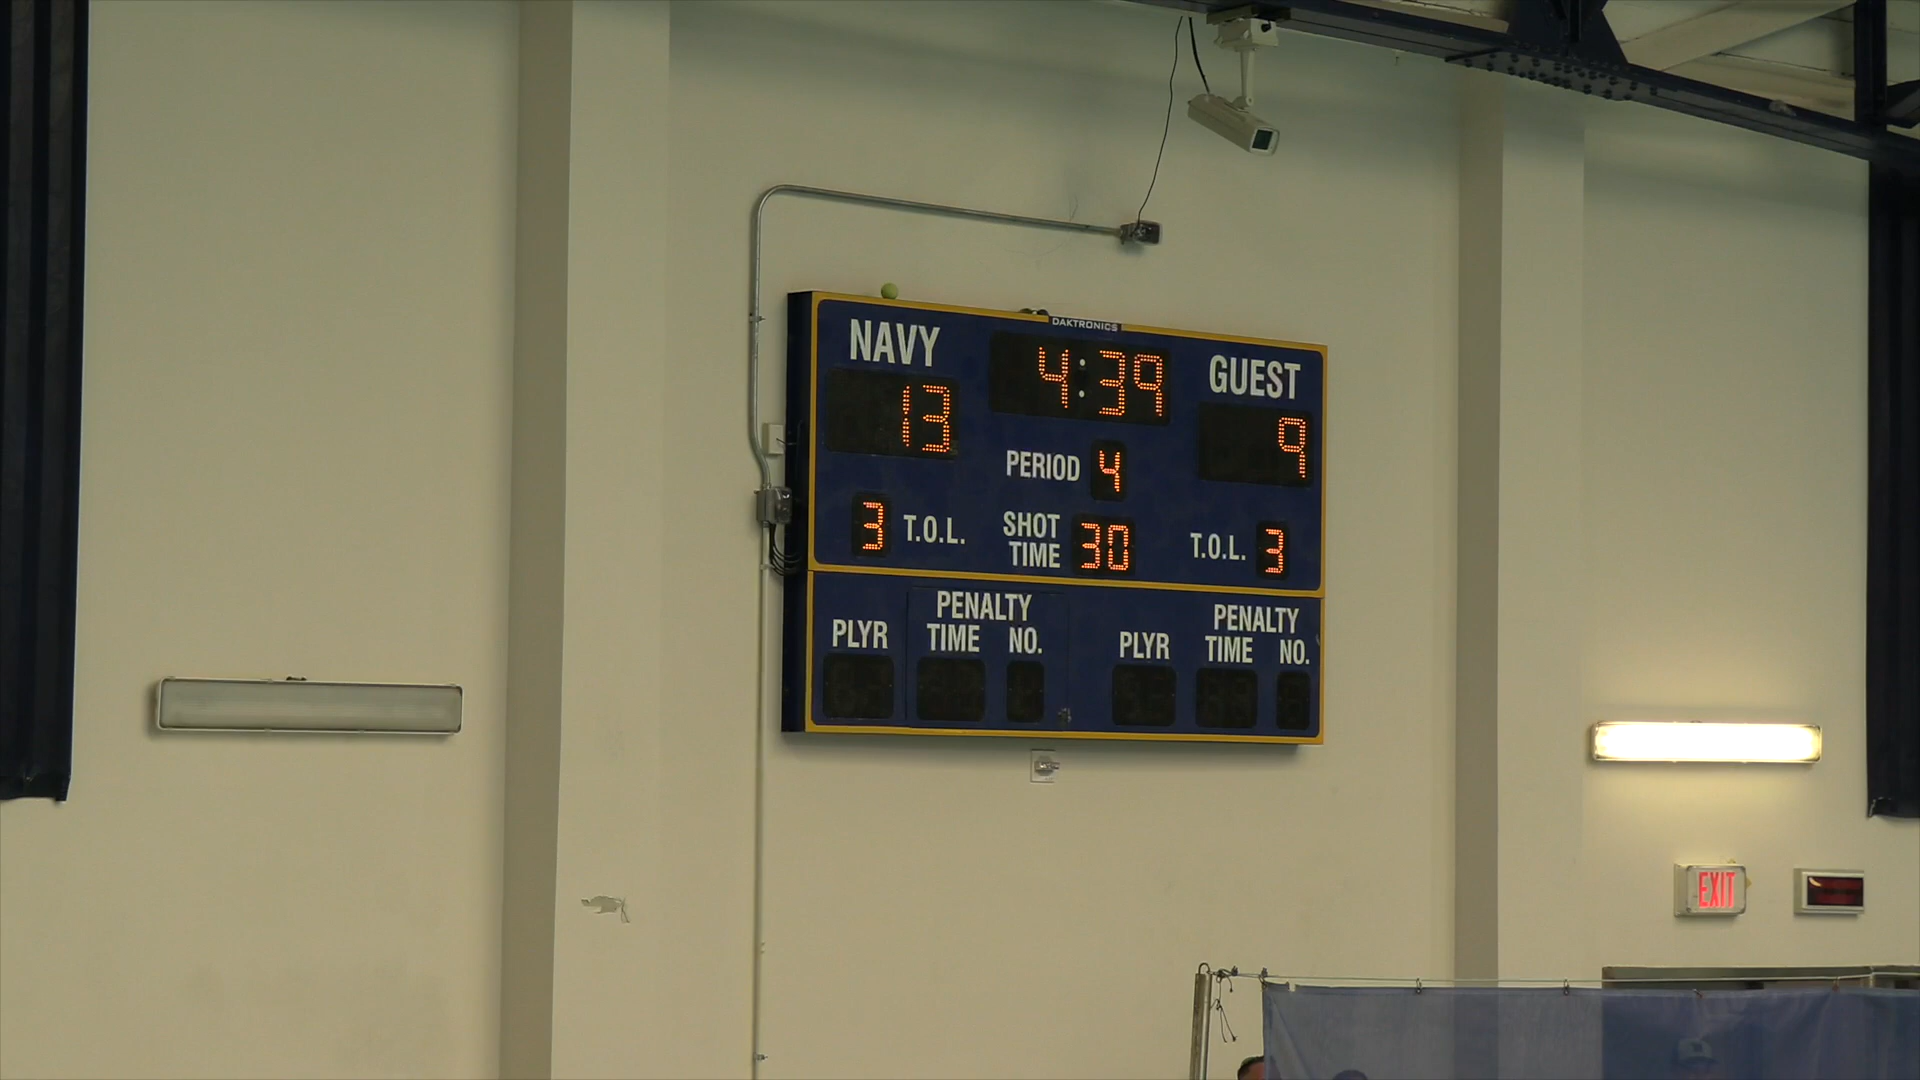 DAKTRONICS
NAVY 4:39 GUEST
13 9
PERIOD 4
3 T.O.L. SHOT TIME 30 T.O.L. 3
PENALTY PENALTY
PLYR TIME NO. PLYR TIME NO.
EXIT